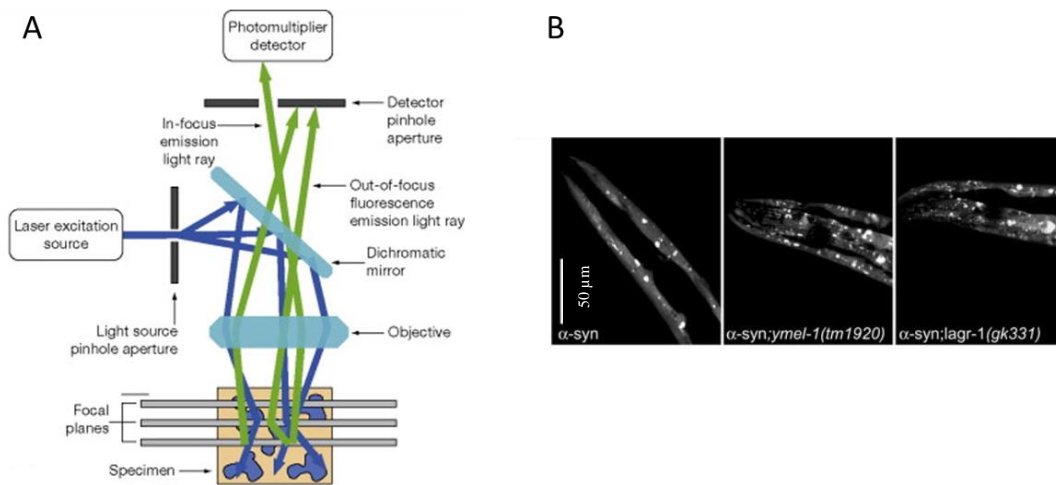 A
Photomultiplier
detector
In-focus
emission
light ray
Detector
pinhole
aperture
Out-of-focus
fluorescence
emission light ray
Laser excitation
source
Dichromatic
mirror
Light source
pinhole aperture
Objective
Focal
planes
Specimen
B
50 μm
α-syn
α-syn;ymel-1(tm1920)
α-syn;lagr-1(gk331)